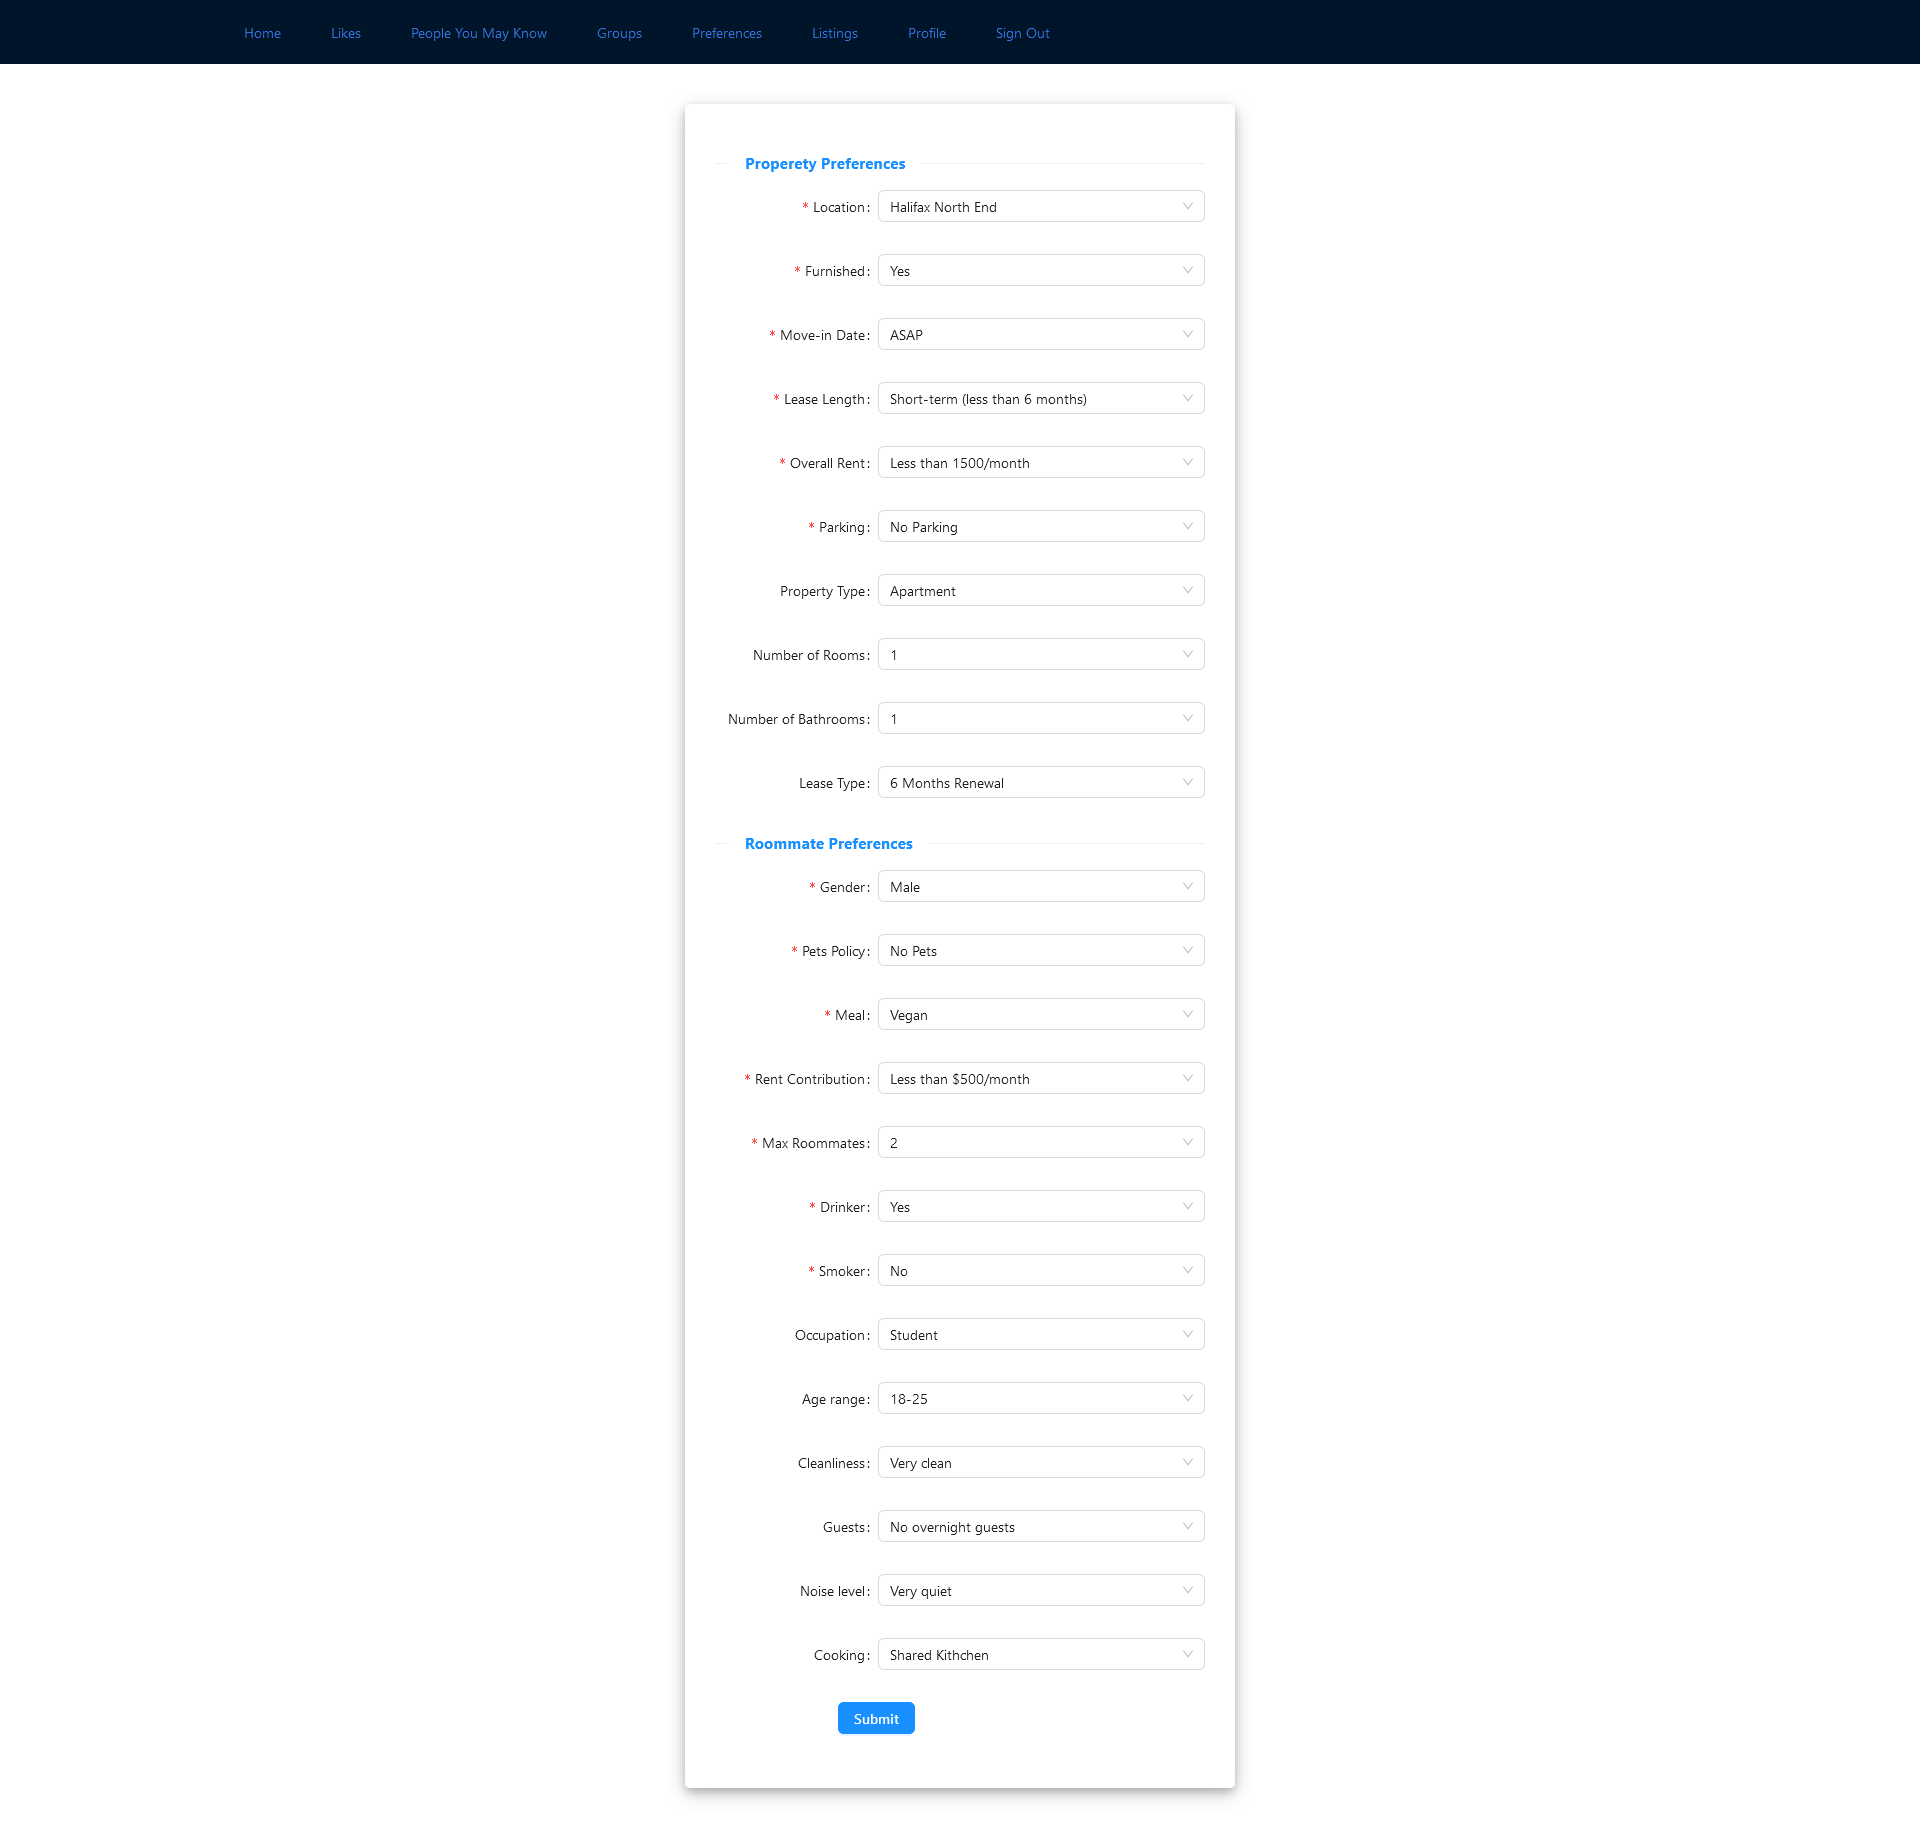 Home Likes People You May Know Groups Preferences Listings Profile Sign Out
Properety Preferences
* Location: Halifax North End
* Furnished: Yes
* Move-in Date: ASAP
* Lease Length: Short-term (less than 6 months)
* Overall Rent: Less than 1500/month
* Parking: No Parking
Property Type: Apartment
Number of Rooms: 1
Number of Bathrooms: 1
Lease Type: 6 Months Renewal
Roommate Preferences
* Gender: Male
* Pets Policy: No Pets
* Meal: Vegan
* Rent Contribution: Less than $500/month
* Max Roommates: 2
* Drinker: Yes
* Smoker: No
Occupation: Student
Age range: 18-25
Cleanliness: Very clean
Guests: No overnight guests
Noise level: Very quiet
Cooking: Shared Kithchen
Submit